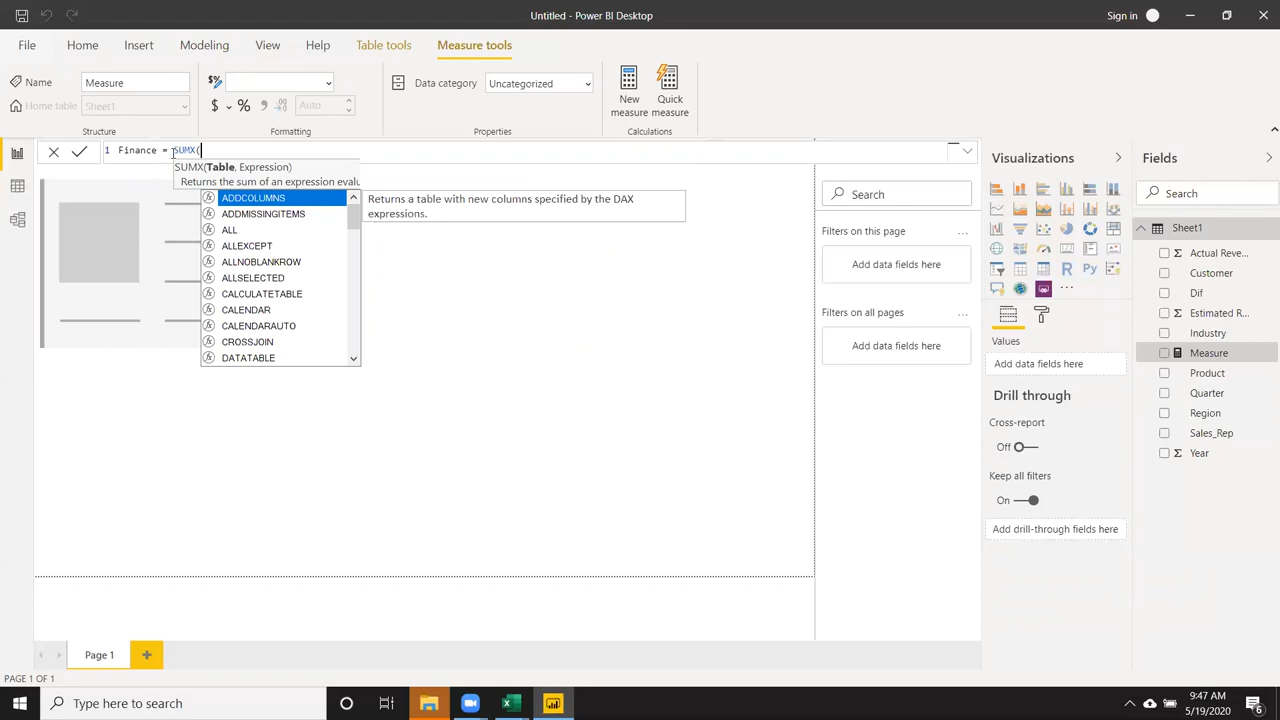 Untitled - Power BI Desktop
Sign in
File
Home
Insert
Modeling
View
Help
Table tools
Measure tools
Name
Measure
Home table
Sheet1
Structure
$%
$
%
Auto
Formatting
Data category
Uncategorized
Properties
New measure
Quick measure
Calculations
1 Finance = SUMX(
SUMX(Table, Expression)
Returns the sum of an expression evalu
ADDCOLUMNS
ADDMISSINGITEMS
ALL
ALLEXCEPT
ALLNOBLANKROW
ALLSELECTED
CALCULATETABLE
CALENDAR
CALENDARAUTO
CROSSJOIN
DATATABLE
Returns a table with new columns specified by the DAX
expressions.
Search
Filters on this page
...
Add data fields here
Filters on all pages
...
Add data fields here
Visualizations
R
Py
...
Values
Add data fields here
Drill through
Cross-report
Off
Keep all filters
On
Add drill-through fields here
Fields
Search
Sheet1
Σ Actual Reve...
Customer
Dif
Σ Estimated R...
Industry
Measure
Product
Quarter
Region
Sales_Rep
Σ Year
Page 1
PAGE 1 OF 1
Type here to search
9:47 AM
5/19/2020
6